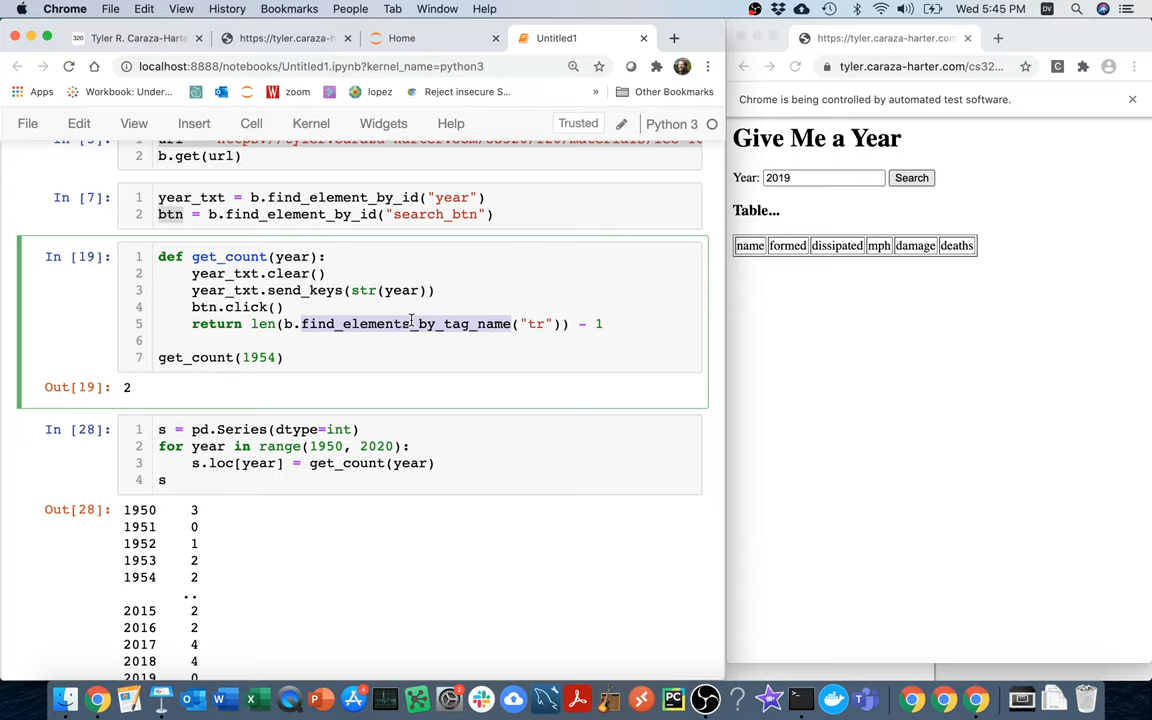 Chrome File Edit View History Bookmarks People Tab Window Help Wed 5:45 PM DV
320 Tyler R. Caraza-Harte
https://tyler.caraza-h
Home
Untitled1
https://tyler.caraza-harter.com
localhost:8888/notebooks/Untitled1.ipynb?kernel_name=python3
tyler.caraza-harter.com/cs32...
Apps Workbook: Under... zoom lopez Reject insecure S... » Other Bookmarks
Chrome is being controlled by automated test software.
File Edit View Insert Cell Kernel Widgets Help Trusted Python 3
2 b.get(url)
In [7]: 1 year_txt = b.find_element_by_id("year")
2 btn = b.find_element_by_id("search_btn")
In [19]: 1 def get_count(year):
2 year_txt.clear()
3 year_txt.send_keys(str(year))
4 btn.click()
5 return len(b.find_elements_by_tag_name("tr")) - 1
6
7 get_count(1954)
Out[19]: 2
In [28]: 1 s = pd.Series(dtype=int)
2 for year in range(1950, 2020):
3 s.loc[year] = get_count(year)
4 s
Out[28]: 1950 3
1951 0
1952 1
1953 2
1954 2
..
2015 2
2016 2
2017 4
2018 4
2019 0
Give Me a Year
Year: 2019 Search
Table...
name formed dissipated mph damage deaths